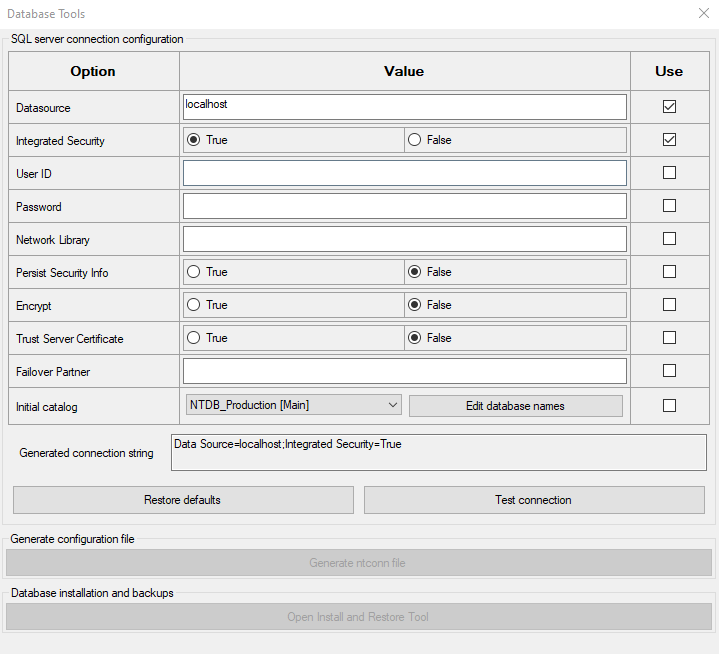 Database Tools
SQL server connection configuration
Option Value Use
Datasource localhost
Integrated Security True False
User ID
Password
Network Library
Persist Security Info True False
Encrypt True False
Trust Server Certificate True False
Failover Partner
Initial catalog NTDB_Production [Main] Edit database names
Generated connection string Data Source=localhost;Integrated Security=True
Restore defaults Test connection
Generate configuration file
Generate ntconn file
Database installation and backups
Open Install and Restore Tool